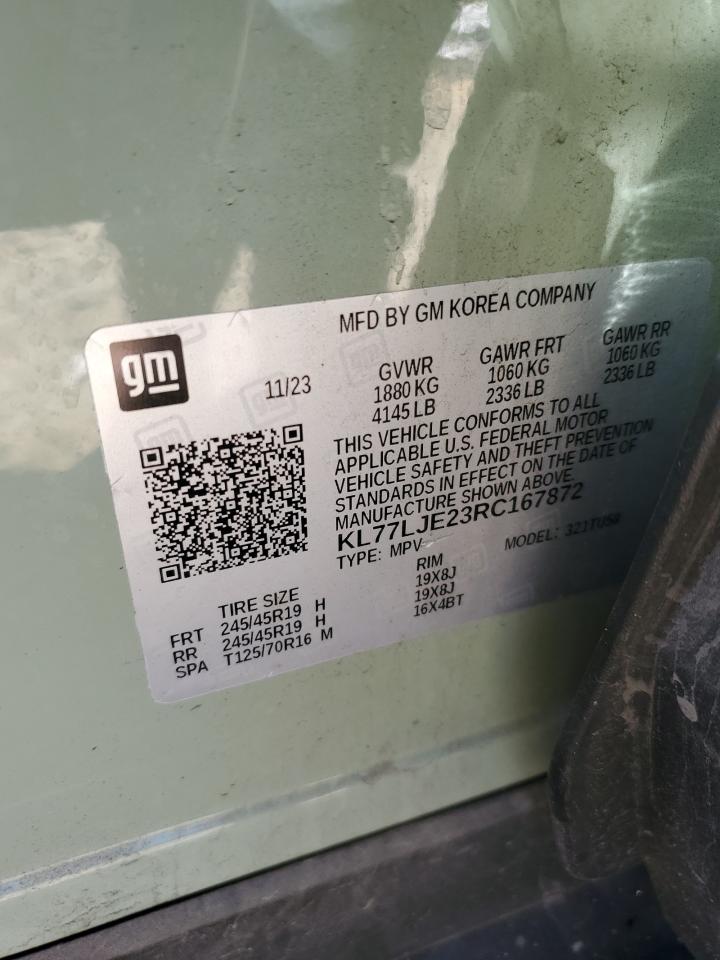 MFD BY GM KOREA COMPANY
gm
11/23
GVWR GAWR FRT GAWR RR
1880 KG 1060 KG 1060 KG
4145 LB 2336 LB 2336 LB
THIS VEHICLE CONFORMS TO ALL
APPLICABLE U.S. FEDERAL MOTOR
VEHICLE SAFETY AND THEFT PREVENTION
STANDARDS IN EFFECT ON THE DATE OF
MANUFACTURE SHOWN ABOVE.
KL77LJE23RC167872
TYPE: MPV MODEL: 
TIRE SIZE RIM
FRT 245/45R19 H 19X8J
RR 245/45R19 H 19X8J
SPA T125/70R16 M 16X4BT